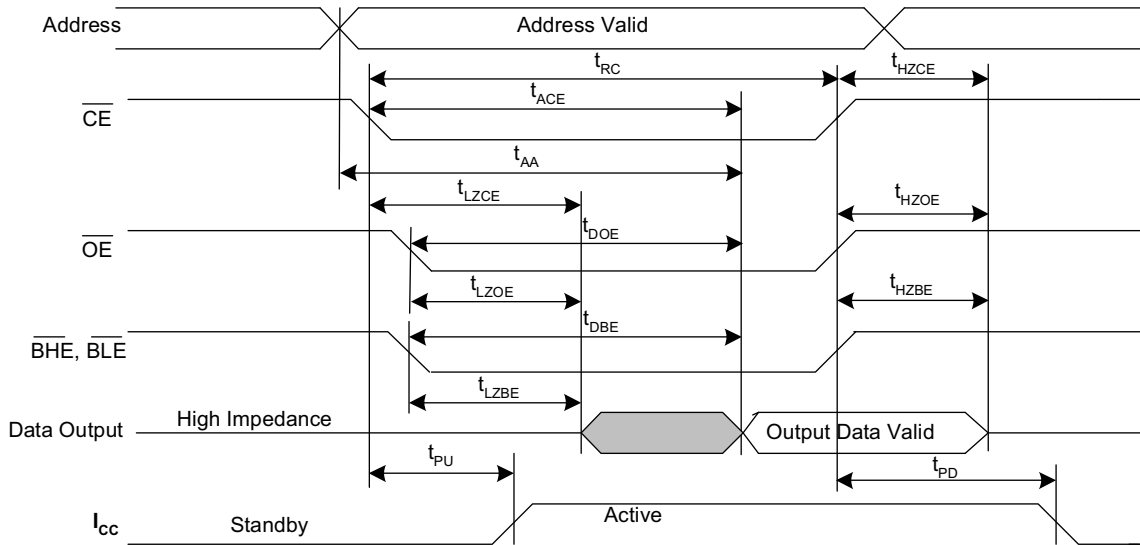 Address
Address Valid
tRC
tHZCE
tACE
CE
tAA
tLZCE
tHZOE
OE
tDOE
tLZOE
tHZBE
tDBE
BHE, BLE
tLZBE
Data Output
High Impedance
Output Data Valid
tPU
tPD
ICC
Standby
Active